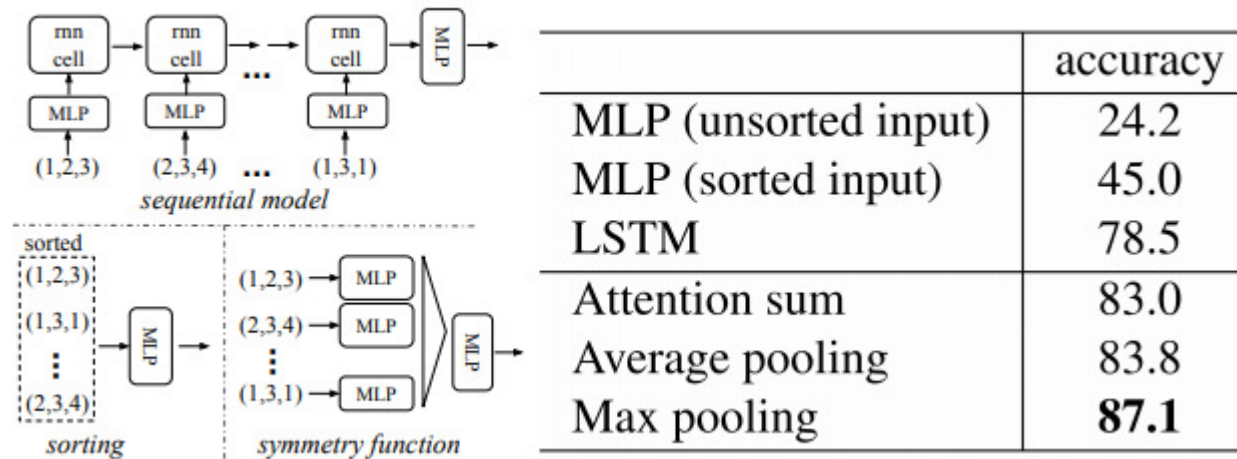 rnn cell
rnn cell
...
rnn cell
MLP
MLP
MLP
MLP
(1,2,3)
(2,3,4)
...
(1,3,1)
sequential model
sorted
(1,2,3)
(1,3,1)
(2,3,4)
MLP
sorting
(1,2,3)
MLP
(2,3,4)
MLP
(1,3,1)
MLP
MLP
symmetry function
accuracy
MLP (unsorted input) 24.2
MLP (sorted input) 45.0
LSTM 78.5
Attention sum 83.0
Average pooling 83.8
Max pooling 87.1